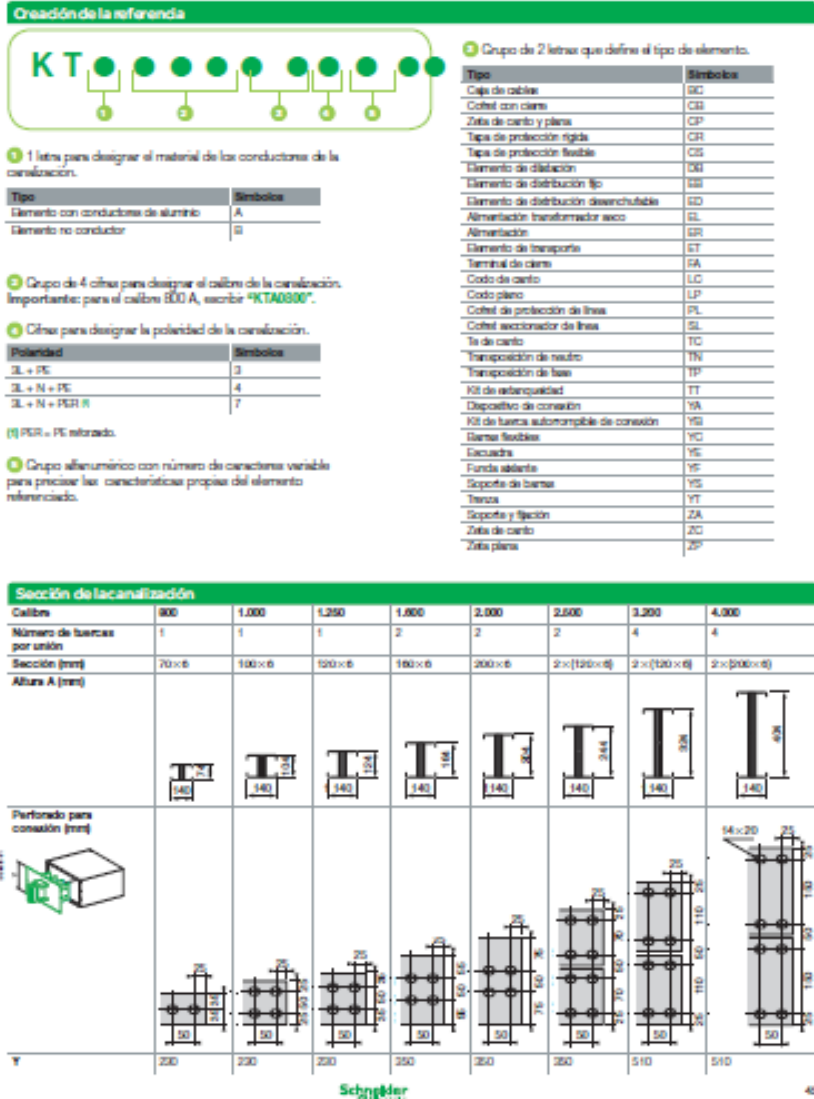 Creación de la referencia
K T
1 2 3 4 5
1 1 letra para designar el material de los conductores de la
canalización.
Tipo Símbolos
Elemento con conductores de aluminio A
Elemento no conductor B
2 Grupo de 4 cifras para designar el calibre de la canalización.
Importante: para el calibre 800 A, escribir "KTA0800".
4 Cifras para designar la polaridad de la canalización.
Polaridad Símbolos
3L + PE 3
3L + N + PE 4
3L + N + PER 7
(1) PER = PE reforzado.
5 Grupo alfanumérico con número de caracteres variable
para precisar las características propias del elemento
referenciado.
3 Grupo de 2 letras que define el tipo de elemento.
Tipo Símbolos
Caja de cables BC
Cofret con cierre CB
Zeta de canto y plana CP
Tapa de protección rígida CR
Tapa de protección flexible CS
Elemento de dilatación DB
Elemento de distribución fijo EB
Elemento de distribución desenchufable ED
Alimentación transformador seco EL
Alimentación ER
Elemento de transporte ET
Terminal de cierre FA
Codo de canto LC
Codo plano LP
Cofret de protección de línea PL
Cofret seccionador de línea SL
Te de canto TC
Transposición de neutro TN
Transposición de fase TP
Kit de estanqueidad TT
Dispositivo de conexión YA
Kit de tuerca autorrompible de conexión YB
Barras flexibles YC
Escuadra YE
Funda aislante YF
Soporte de barras YS
Trenza YT
Soporte y fijación ZA
Zeta de canto ZC
Zeta plana ZP
Sección de lacanalización
Calibre 800 1.000 1.250 1.600 2.000 2.500 3.200 4.000
Número de tuercas
por unión 1 1 1 2 2 2 4 4
Sección (mm) 70×6 100×6 120×6 160×6 200×6 2×(120×6) 2×(120×6) 2×(200×6)
Altura A (mm)
74 104 124 164 204 244 324 404
140 140 140 140 140 140 140 140
Perforado para
conexión (mm)
14×20 25
50 50 50 50 50 50 50 50
Y 230 230 230 350 350 350 510 510
Schneider